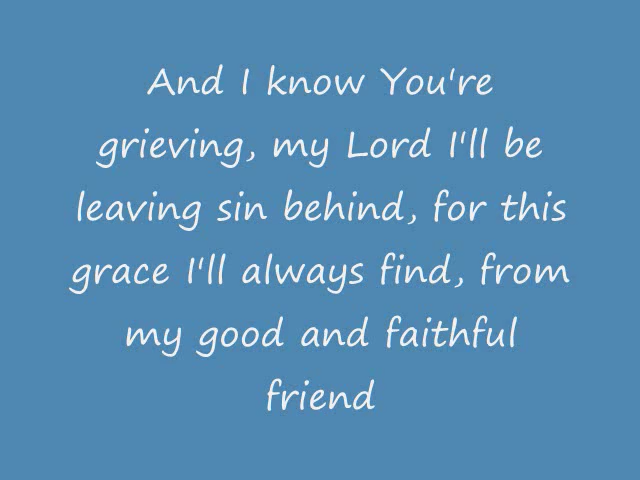 And I know You're
grieving, my Lord I'll be
leaving sin behind, for this
grace I'll always find, from
my good and faithful
friend